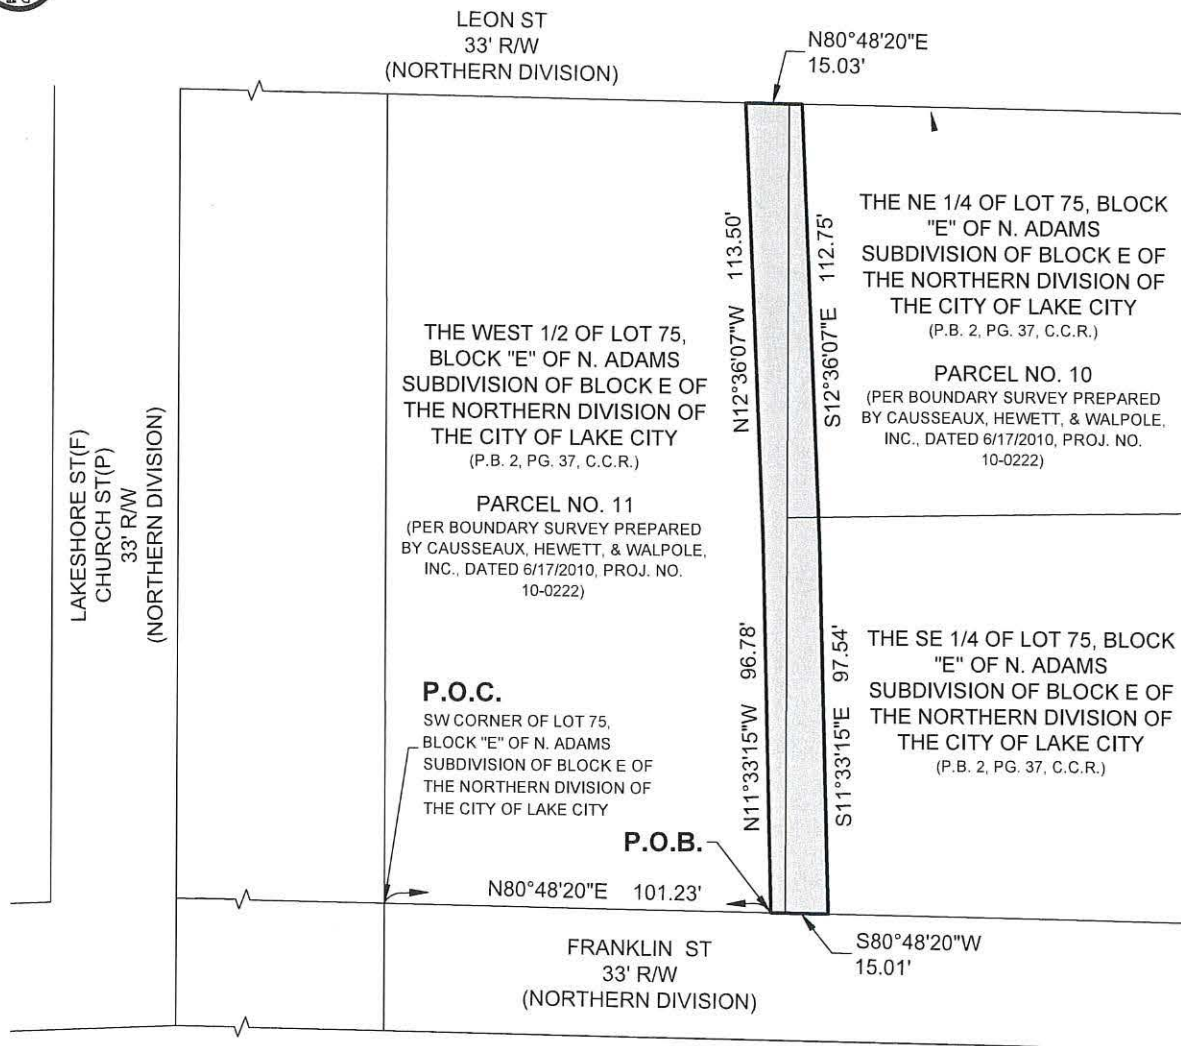 LEON ST
33' R/W
(NORTHERN DIVISION)
N80°48'20"E
15.03'
LAKESHORE ST(F)
CHURCH ST(P)
33' R/W
(NORTHERN DIVISION)
THE WEST 1/2 OF LOT 75,
BLOCK "E" OF N. ADAMS
SUBDIVISION OF BLOCK E OF
THE NORTHERN DIVISION OF
THE CITY OF LAKE CITY
(P.B. 2, PG. 37, C.C.R.)
PARCEL NO. 11
(PER BOUNDARY SURVEY PREPARED
BY CAUSSEAUX, HEWETT, & WALPOLE,
INC., DATED 6/17/2010, PROJ. NO.
10-0222)
N12°36'07"W 113.50'
S12°36'07"E 112.75'
THE NE 1/4 OF LOT 75, BLOCK
"E" OF N. ADAMS
SUBDIVISION OF BLOCK E OF
THE NORTHERN DIVISION OF
THE CITY OF LAKE CITY
(P.B. 2, PG. 37, C.C.R.)
PARCEL NO. 10
(PER BOUNDARY SURVEY PREPARED
BY CAUSSEAUX, HEWETT, & WALPOLE,
INC., DATED 6/17/2010, PROJ. NO.
10-0222)
N11°33'15"W 96.78'
S11°33'15"E 97.54'
THE SE 1/4 OF LOT 75, BLOCK
"E" OF N. ADAMS
SUBDIVISION OF BLOCK E OF
THE NORTHERN DIVISION OF
THE CITY OF LAKE CITY
(P.B. 2, PG. 37, C.C.R.)
P.O.C.
SW CORNER OF LOT 75,
BLOCK "E" OF N. ADAMS
SUBDIVISION OF BLOCK E OF
THE NORTHERN DIVISION OF
THE CITY OF LAKE CITY
P.O.B.
N80°48'20"E 101.23'
S80°48'20"W
15.01'
FRANKLIN ST
33' R/W
(NORTHERN DIVISION)